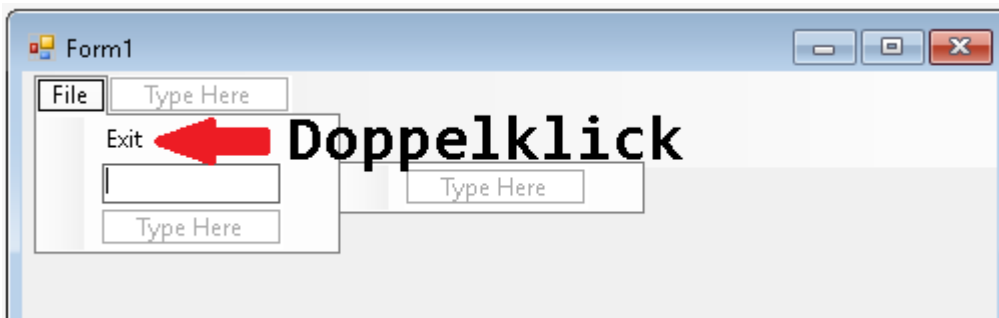 Form1
File Type Here
Exit Doppelklick
Type Here
Type Here